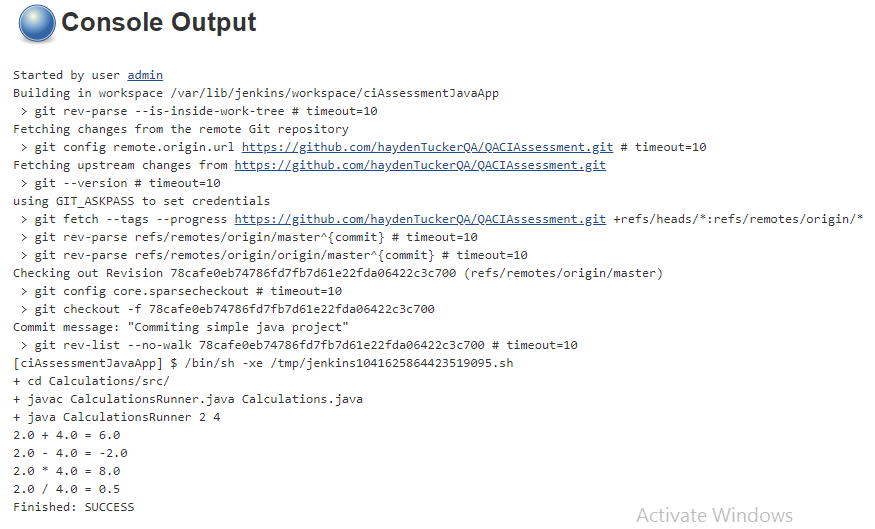 Console Output
Started by user admin
Building in workspace /var/lib/jenkins/workspace/ciAssessmentJavaApp
> git rev-parse --is-inside-work-tree # timeout=10
Fetching changes from the remote Git repository
> git config remote.origin.url https://github.com/haydenTuckerQA/QACIAssessment.git # timeout=10
Fetching upstream changes from https://github.com/haydenTuckerQA/QACIAssessment.git
> git --version # timeout=10
using GIT_ASKPASS to set credentials
> git fetch --tags --progress https://github.com/haydenTuckerQA/QACIAssessment.git +refs/heads/*:refs/remotes/origin/*
> git rev-parse refs/remotes/origin/master^{commit} # timeout=10
> git rev-parse refs/remotes/origin/origin/master^{commit} # timeout=10
Checking out Revision 78cafe0eb74786fd7fb7d61e22fda06422c3c700 (refs/remotes/origin/master)
> git config core.sparsecheckout # timeout=10
> git checkout -f 78cafe0eb74786fd7fb7d61e22fda06422c3c700
Commit message: "Commiting simple java project"
> git rev-list --no-walk 78cafe0eb74786fd7fb7d61e22fda06422c3c700 # timeout=10
[ciAssessmentJavaApp] $ /bin/sh -xe /tmp/jenkins1041625864423519095.sh
+ cd Calculations/src/
+ javac CalculationsRunner.java Calculations.java
+ java CalculationsRunner 2 4
2.0 + 4.0 = 6.0
2.0 - 4.0 = -2.0
2.0 * 4.0 = 8.0
2.0 / 4.0 = 0.5
Finished: SUCCESS
Activate Windows